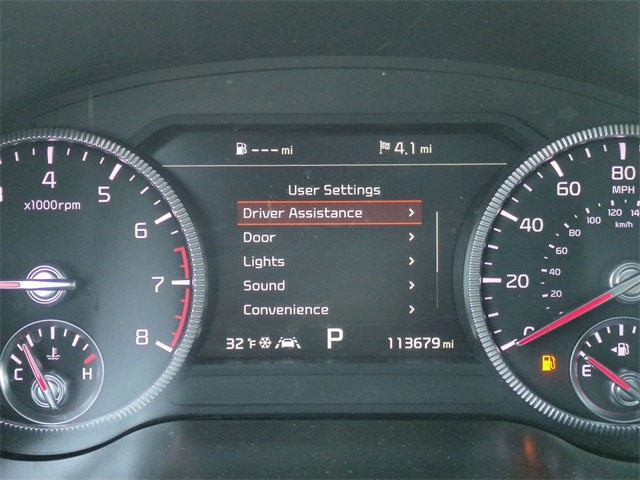 --- mi
4.1 mi
User Settings
Driver Assistance >
Door >
Lights >
Sound >
Convenience >
32°F P 113679 mi
4 5 6 7 8
x1000rpm
C H
0 20 40 60 80
MPH
20 40 60 80 100 120
km/h
E